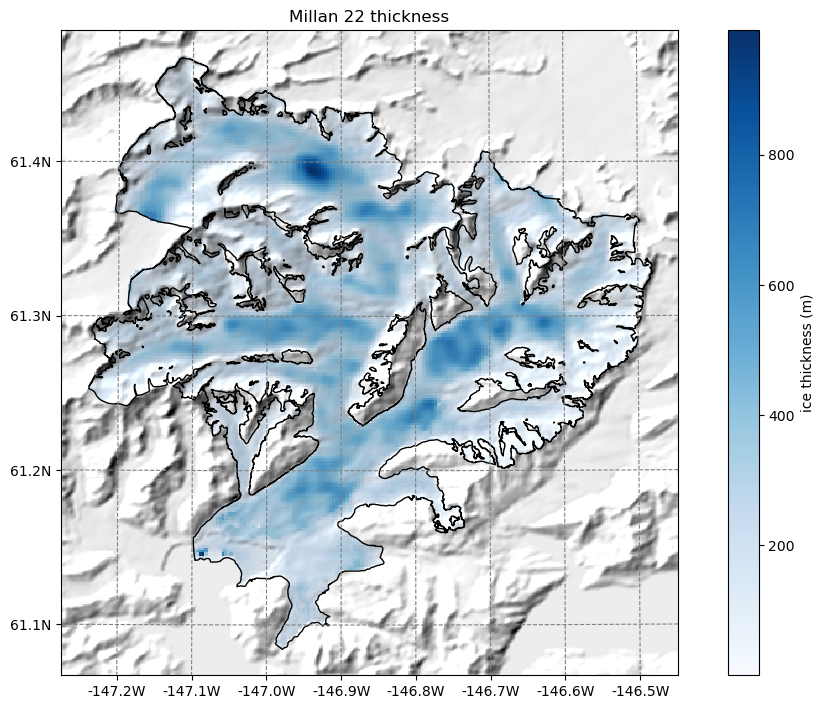 Millan 22 thickness
61.4N
61.3N
61.2N
61.1N
-147.2W -147.1W -147.0W -146.9W -146.8W -146.7W -146.6W -146.5W
800
600
400
200
ice thickness (m)